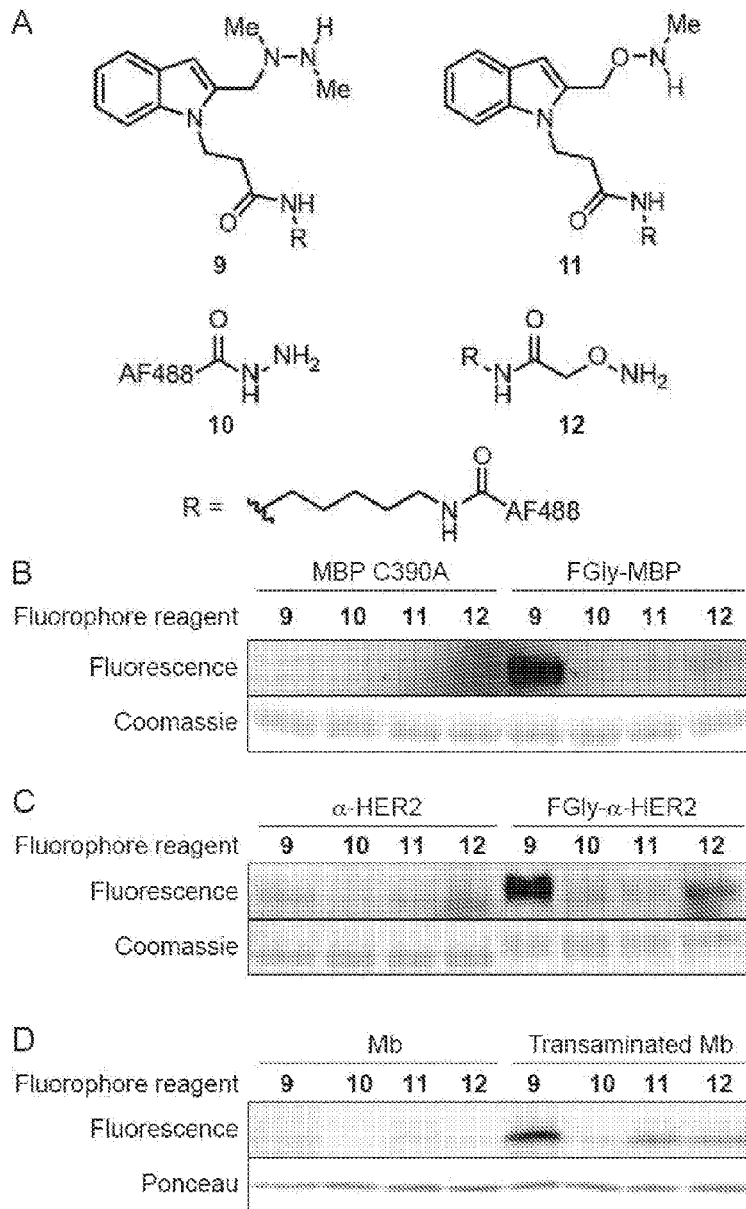 A
Me
H
N
NH
Me
N
O
NH
R
9
Me
O
N
H
N
O
NH
R
11
O
AF488
N
H
NH2
10
O
R
N
H
O
NH2
12
R =
N
H
O
AF488
B
MBP C390A FGly-MBP
Fluorophore reagent 9 10 11 12 9 10 11 12
Fluorescence
Coomassie
C
α-HER2 FGly-α-HER2
Fluorophore reagent 9 10 11 12 9 10 11 12
Fluorescence
Coomassie
D
Mb Transaminated Mb
Fluorophore reagent 9 10 11 12 9 10 11 12
Fluorescence
Ponceau